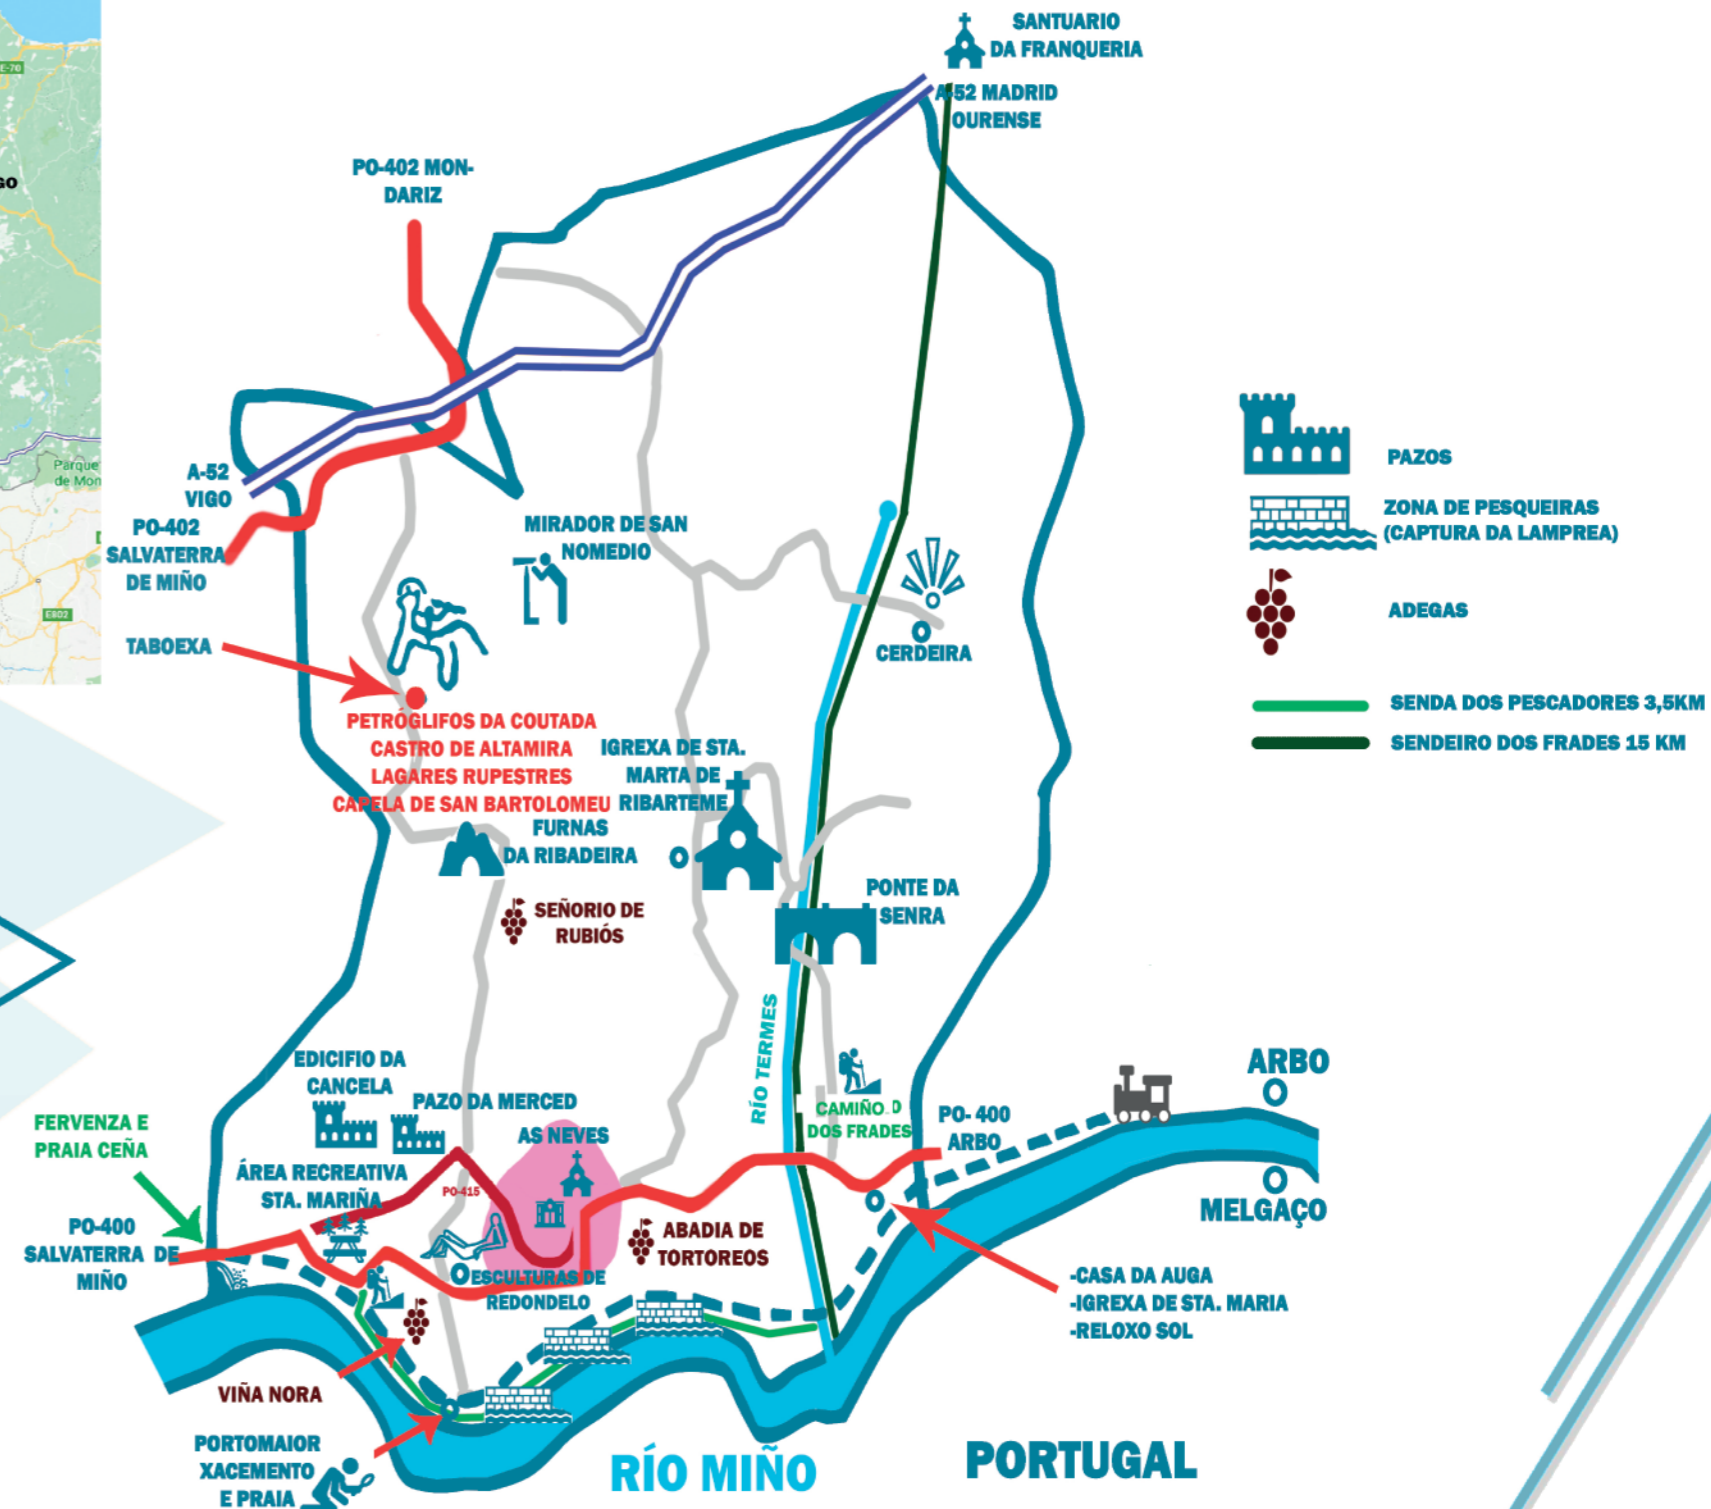 E-70
GO
Parque
de Mon
E802
SANTUARIO
DA FRANQUERIA
A-52 MADRID
OURENSE
PO-402 MON-
DARIZ
A-52
VIGO
PO-402
SALVATERRA
DE MIÑO
MIRADOR DE SAN
NOMEDIO
TABOEXA
CERDEIRA
PETRÓGLIFOS DA COUTADA
CASTRO DE ALTAMIRA
LAGARES RUPESTRES
CAPELA DE SAN BARTOLOMEU
IGREXA DE STA.
MARTA DE
RIBARTEME
FURNAS
DA RIBADEIRA
SEÑORIO DE
RUBIÓS
PONTE DA
SENRA
PAZOS
ZONA DE PESQUEIRAS
(CAPTURA DA LAMPREA)
ADEGAS
SENDA DOS PESCADORES 3,5KM
SENDEIRO DOS FRADES 15 KM
RÍO TERMES
EDICIFIO DA
CANCELA
PAZO DA MERCED
AS NEVES
FERVENZA E
PRAIA CEÑA
ÁREA RECREATIVA
STA. MARIÑA
PO-415
CAMIÑO D
DOS FRADES
PO- 400
ARBO
ARBO
MELGAÇO
PO-400
SALVATERRA DE
MIÑO
ABADIA DE
TORTOREOS
ESCULTURAS DE
REDONDELO
-CASA DA AUGA
-IGREXA DE STA. MARIA
-RELOXO SOL
VIÑA NORA
PORTOMAIOR
XACEMENTO
E PRAIA
RÍO MIÑO
PORTUGAL